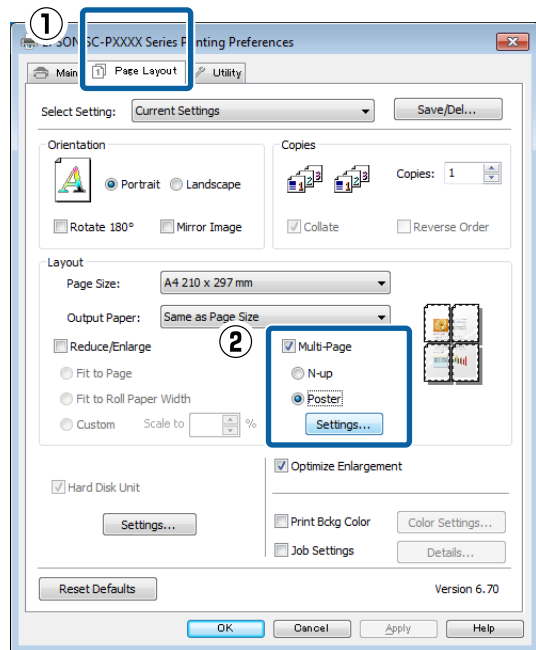 1
EPSON SC-PXXXX Series Printing Preferences
Main Page Layout Utility
Select Setting: Current Settings Save/Del...
Orientation Copies
A Portrait Landscape Copies: 1
Rotate 180° Mirror Image Collate Reverse Order
Layout
Page Size: A4 210 x 297 mm
Output Paper: Same as Page Size
2
Reduce/Enlarge Multi-Page
Fit to Page N-up
Fit to Roll Paper Width Poster
Custom Scale to % Settings...
Optimize Enlargement
Hard Disk Unit
Settings... Print Bckg Color Color Settings...
Job Settings Details...
Reset Defaults Version 6.70
OK Cancel Apply Help